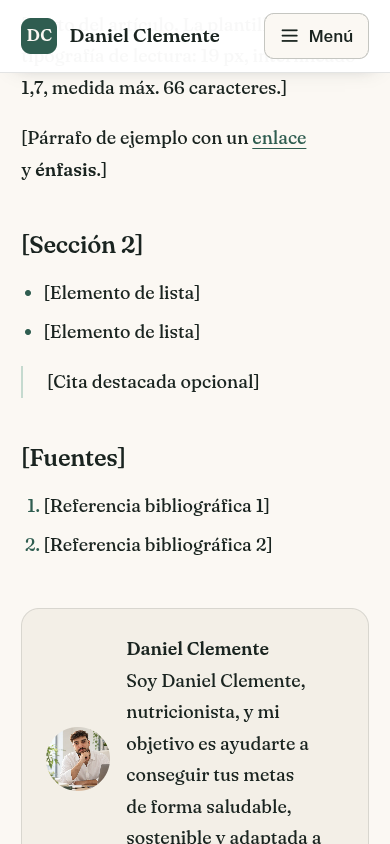 DC Daniel Clemente Menú
1,7, medida máx. 66 caracteres.]
[Párrafo de ejemplo con un enlace
y énfasis.]
[Sección 2]
• [Elemento de lista]
• [Elemento de lista]
[Cita destacada opcional]
[Fuentes]
1. [Referencia bibliográfica 1]
2. [Referencia bibliográfica 2]
Daniel Clemente
Soy Daniel Clemente,
nutricionista, y mi
objetivo es ayudarte a
conseguir tus metas
de forma saludable,
sostenible y adaptada a